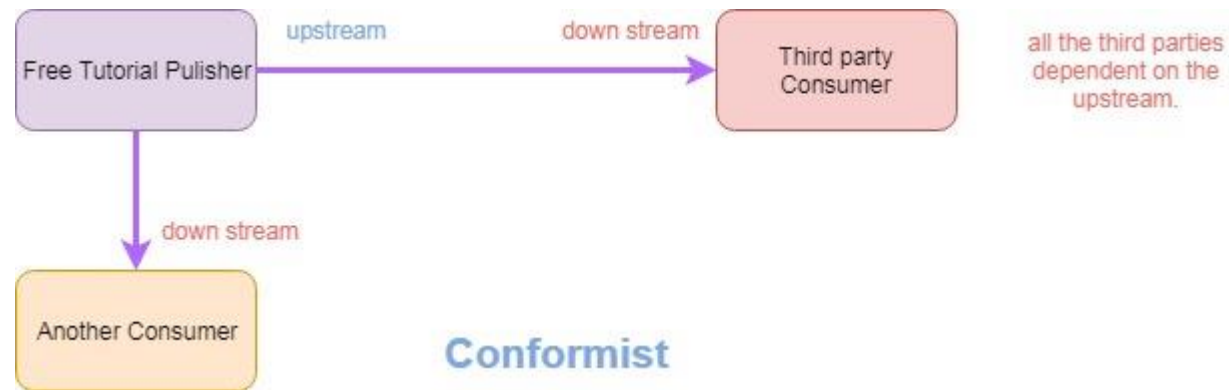 upstream
down stream
Free Tutorial Pulisher
Third party
Consumer
all the third parties
dependent on the
upstream.
down stream
Another Consumer
Conformist